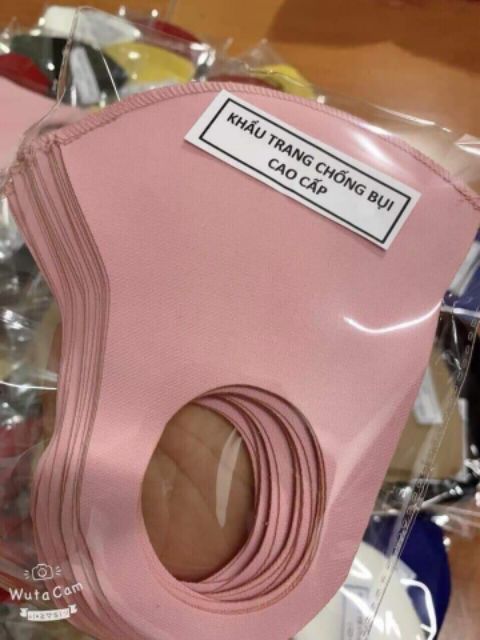 KHẨU TRANG CHỐNG BỤI
CAO CẤP
WutaCam